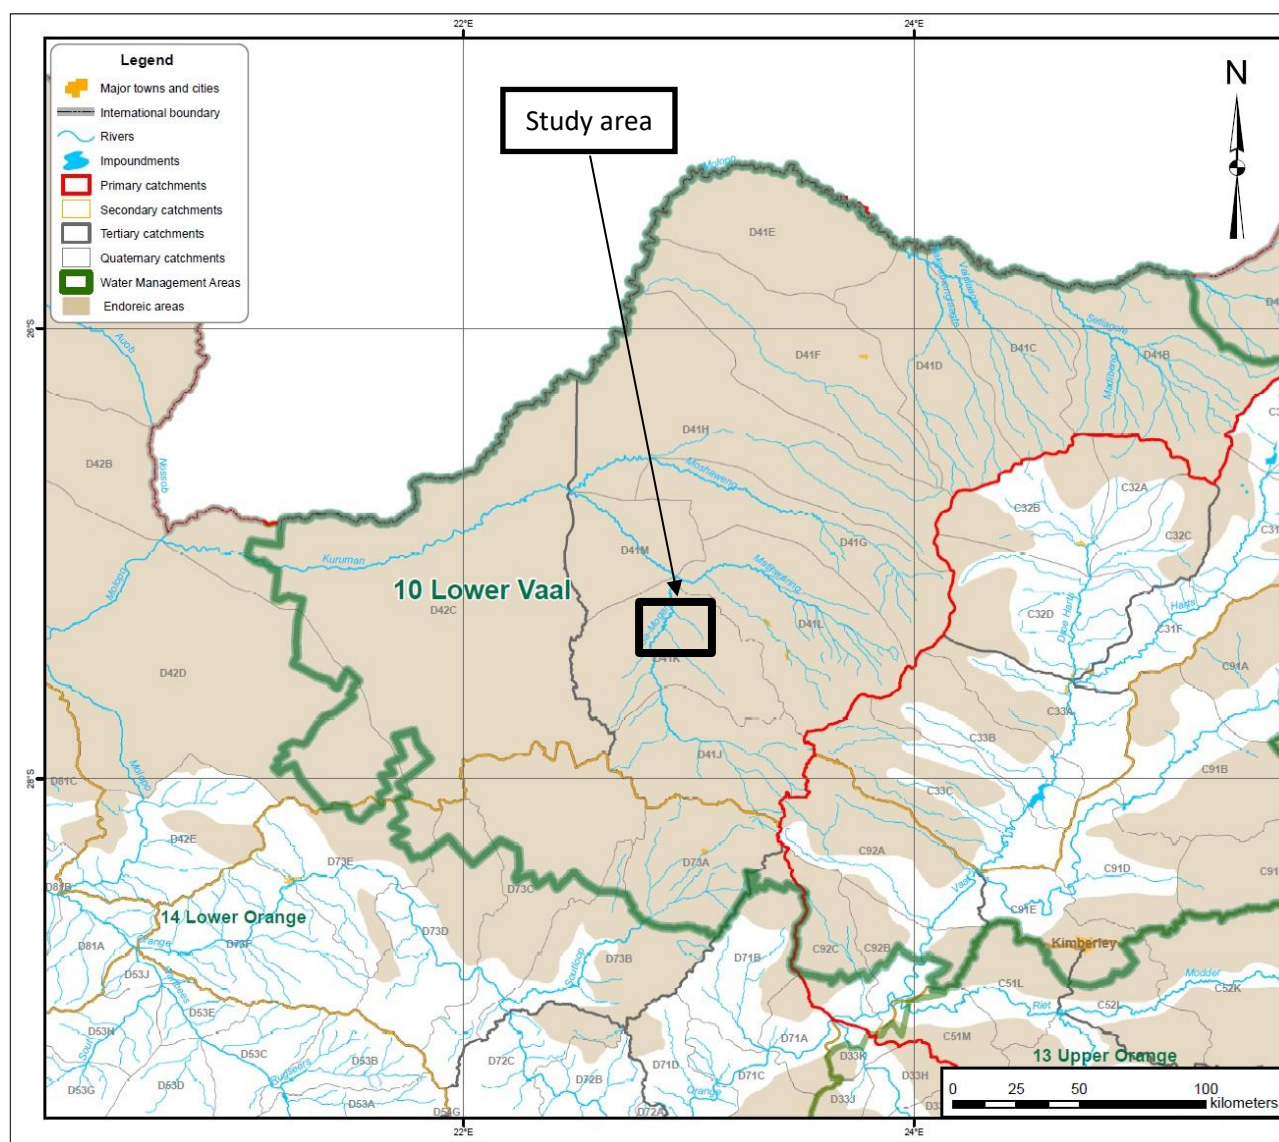 22°E
24°E
Legend
Major towns and cities
International boundary
Rivers
Impoundments
Primary catchments
Secondary catchments
Tertiary catchments
Quaternary catchments
Water Management Areas
Endoreic areas
Study area
N
Molopo
D41E
26°S
Auob
D41F
D41D
D41C
Setlagole
D41B
Madibeng
D42B
Nossob
D41H
Moshaweng
C32A
C32B
C32C
Kuruman
D41M
D41G
10 Lower Vaal
D42C
Molopo
D41L
C32D
Harts
C31F
D41K
D42D
C91A
C33A
C33B
D41J
C91B
28°S
D81C
Molopo
C33C
D42E
D73E
D73A
C92A
C91D
D73C
Vaal
C91E
14 Lower Orange
D81A
Orange
D73F
D73D
Kimberley
D53J
D73B
D71B
C92C
C92B
Modder
C51L
Riet
C52L
C52K
D53E
D53H
D71A
C51M
D53C
D53B
D72C
D71D
D71C
D33K
13 Upper Orange
D53G
D53D
D53A
D72B
Orange
D33H
D33J
D72A
0 25 50 100
kilometers
22°E
24°E